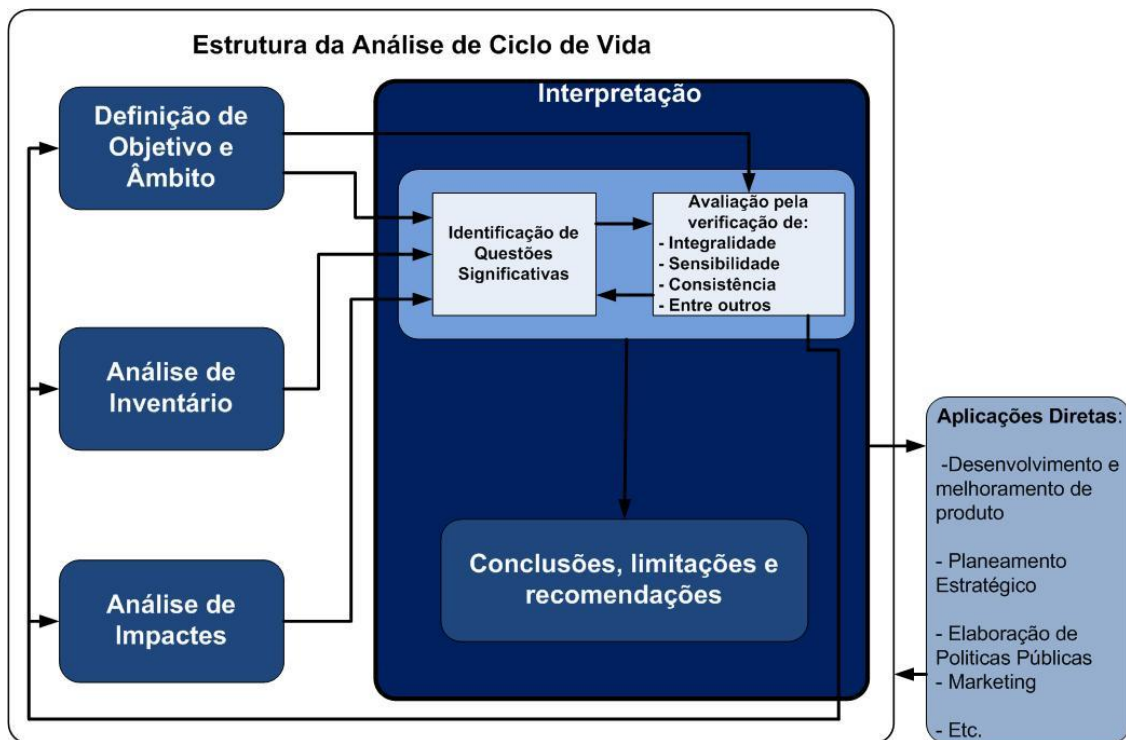 Estrutura da Análise de Ciclo de Vida
Definição de
Objetivo e
Âmbito
Análise de
Inventário
Análise de
Impactes
Interpretação
Identificação de
Questões
Significativas
Avaliação pela
verificação de:
- Integralidade
- Sensibilidade
- Consistência
- Entre outros
Conclusões, limitações e
recomendações
Aplicações Diretas:
-Desenvolvimento e
melhoramento de
produto
- Planeamento
Estratégico
- Elaboração de
Politicas Públicas
- Marketing
- Etc.